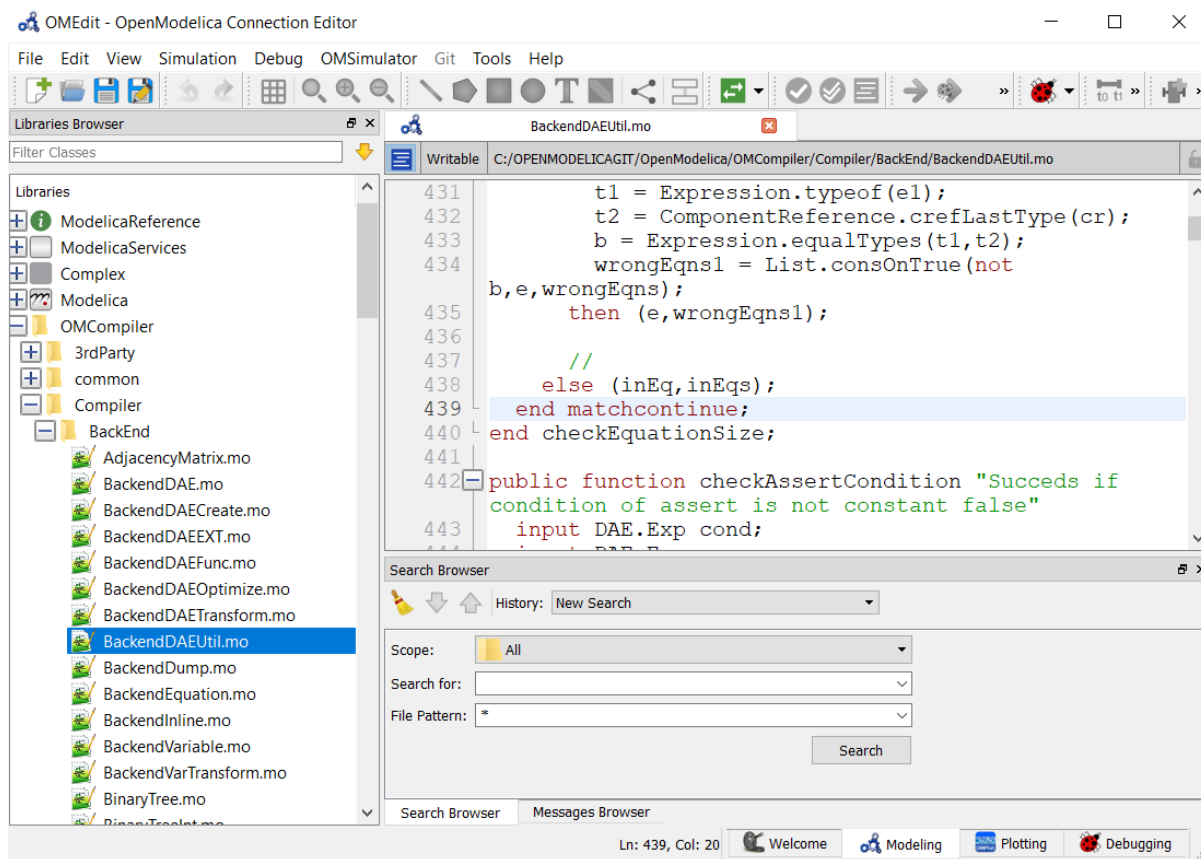 OMEdit - OpenModelica Connection Editor
File Edit View Simulation Debug OMSimulator Git Tools Help
T
to t1
»
»
Libraries Browser
BackendDAEUtil.mo
Filter Classes
Writable C:/OPENMODELICAGIT/OpenModelica/OMCompiler/Compiler/BackEnd/BackendDAEUtil.mo
Libraries
ModelicaReference
ModelicaServices
Complex
Modelica
OMCompiler
3rdParty
common
Compiler
BackEnd
AdjacencyMatrix.mo
BackendDAE.mo
BackendDAECreate.mo
BackendDAEEXT.mo
BackendDAEFunc.mo
BackendDAEOptimize.mo
BackendDAETransform.mo
BackendDAEUtil.mo
BackendDump.mo
BackendEquation.mo
BackendInline.mo
BackendVariable.mo
BackendVarTransform.mo
BinaryTree.mo
BinaryTreeInt.mo
431 t1 = Expression.typeof(e1);
432 t2 = ComponentReference.crefLastType(cr);
433 b = Expression.equalTypes(t1,t2);
434 wrongEqns1 = List.consOnTrue(not
b,e,wrongEqns);
435 then (e,wrongEqns1);
436
437 //
438 else (inEq,inEqs);
439 end matchcontinue;
440 end checkEquationSize;
441
442 public function checkAssertCondition "Succeds if
condition of assert is not constant false"
443 input DAE.Exp cond;
Search Browser
History: New Search
Scope: All
Search for:
File Pattern: *
Search
Search Browser Messages Browser
Ln: 439, Col: 20 Welcome Modeling Plotting Debugging